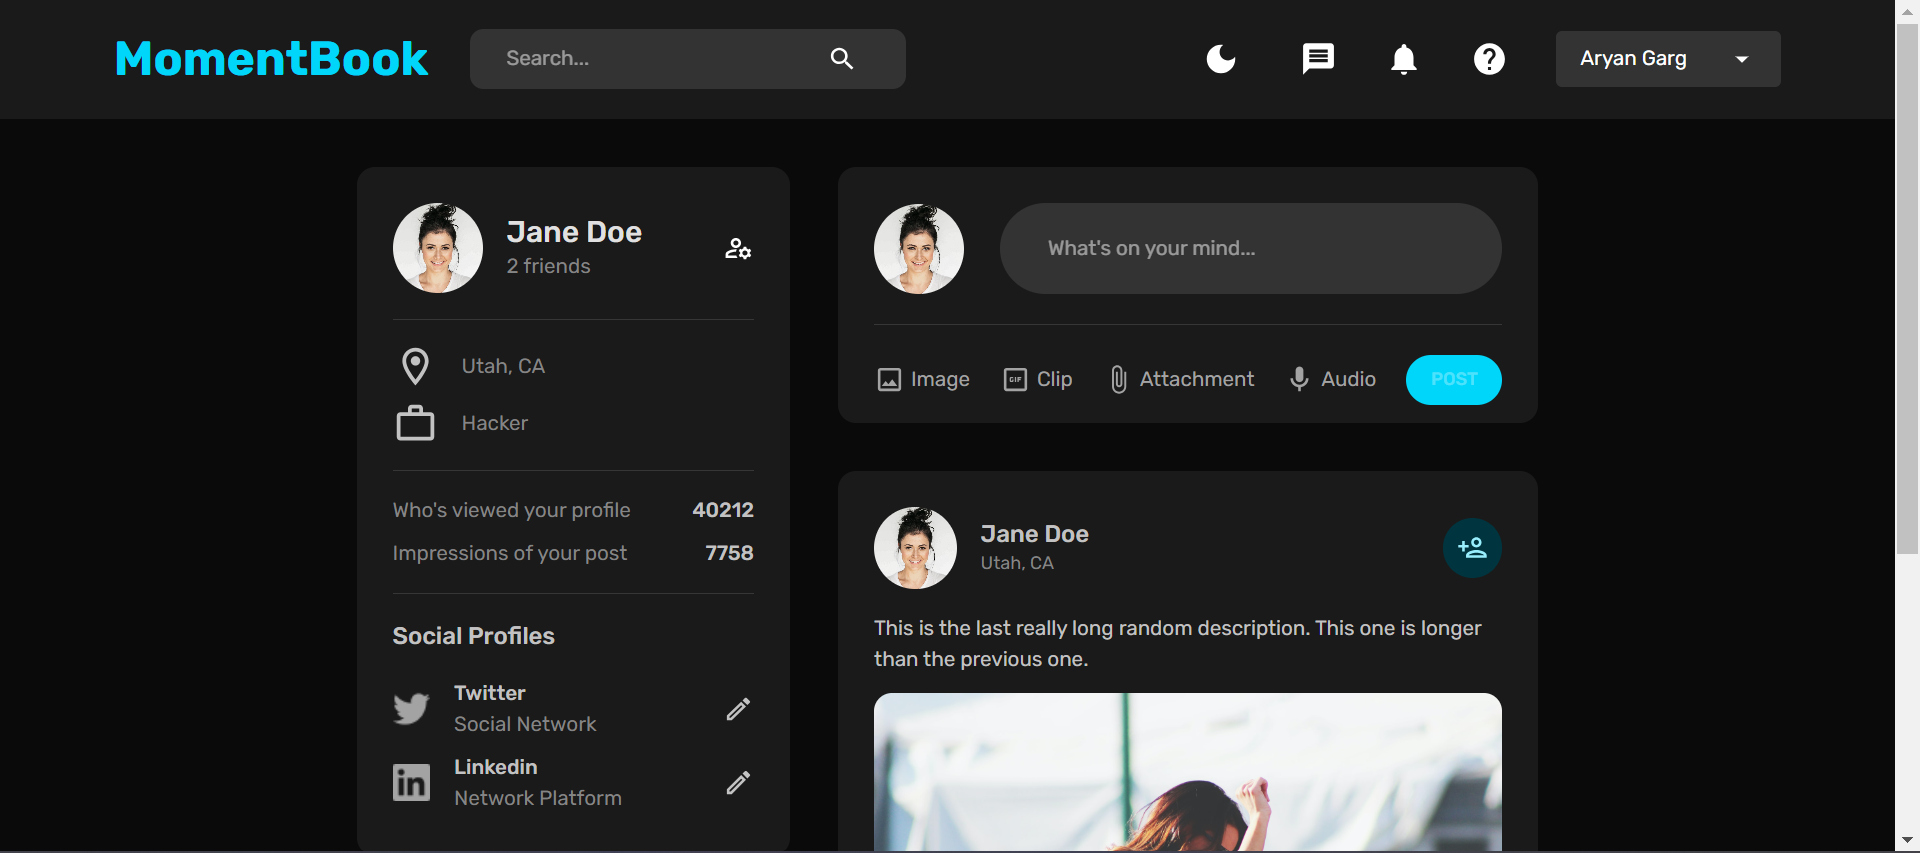 MomentBook
Search...
Aryan Garg
Jane Doe
2 friends
Utah, CA
Hacker
Who's viewed your profile 40212
Impressions of your post 7758
Social Profiles
Twitter
Social Network
Linkedin
Network Platform
What's on your mind...
Image GIF Clip Attachment Audio POST
Jane Doe
Utah, CA
This is the last really long random description. This one is longer
than the previous one.